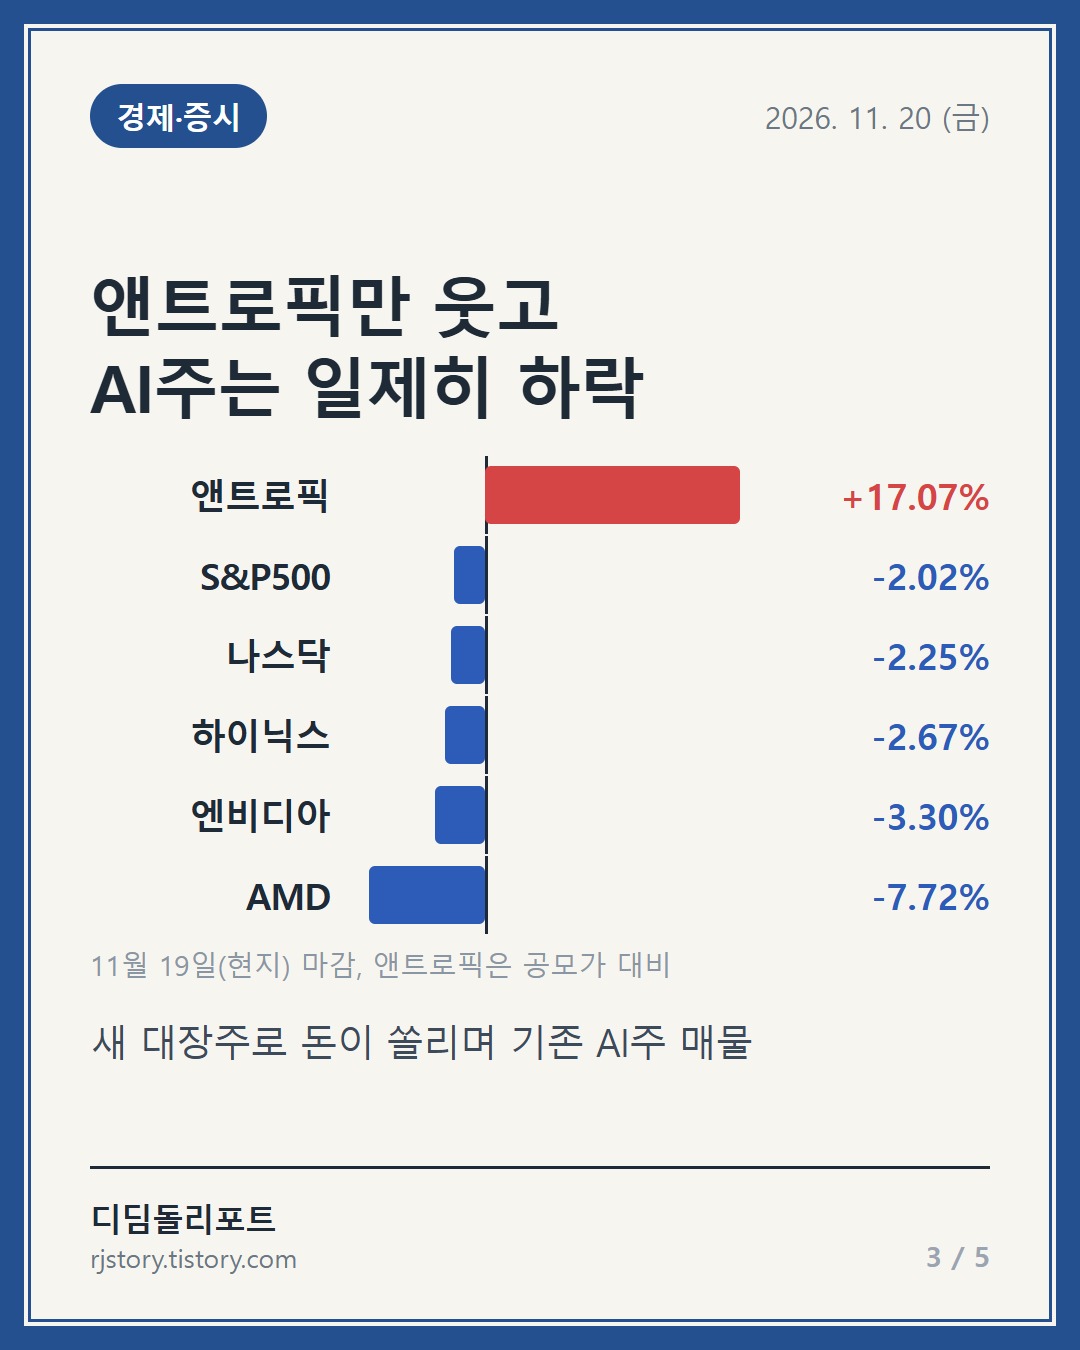 경제·증시
2026. 11. 20 (금)
앤트로픽만 웃고
AI주는 일제히 하락
앤트로픽 +17.07%
S&P500 -2.02%
나스닥 -2.25%
하이닉스 -2.67%
엔비디아 -3.30%
AMD -7.72%
11월 19일(현지) 마감, 앤트로픽은 공모가 대비
새 대장주로 돈이 쏠리며 기존 AI주 매물
디딤돌리포트
rjstory.tistory.com
3 / 5